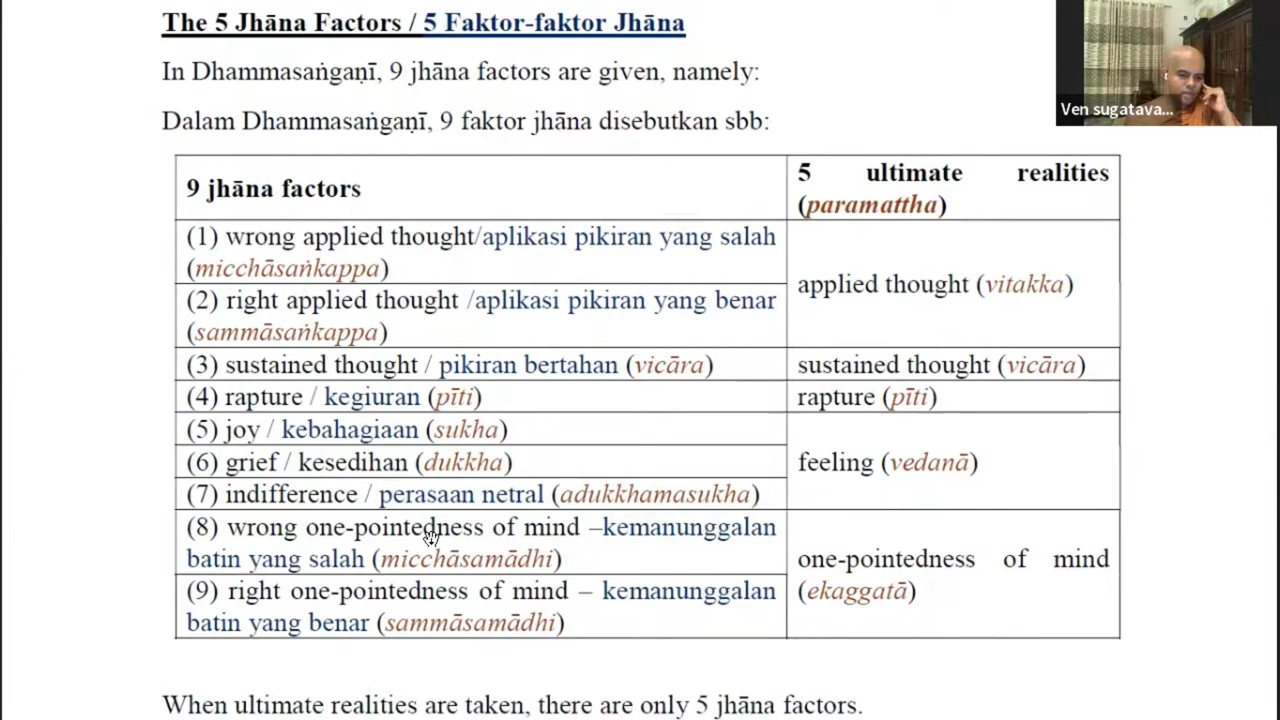 The 5 Jhāna Factors / 5 Faktor-faktor Jhāna
In Dhammasaṅgaṇī, 9 jhāna factors are given, namely:
Dalam Dhammasaṅgaṇī, 9 faktor jhāna disebutkan sbb:
Ven sugatava...
9 jhāna factors
5 ultimate realities
(paramattha)
(1) wrong applied thought/aplikasi pikiran yang salah
(micchāsaṅkappa)
(2) right applied thought /aplikasi pikiran yang benar
(sammāsaṅkappa)
applied thought (vitakka)
(3) sustained thought / pikiran bertahan (vicāra)
sustained thought (vicāra)
(4) rapture / kegiuran (pīti)
rapture (pīti)
(5) joy / kebahagiaan (sukha)
(6) grief / kesedihan (dukkha)
(7) indifference / perasaan netral (adukkhamasukha)
feeling (vedanā)
(8) wrong one-pointedness of mind –kemanunggalan
batin yang salah (micchāsamādhi)
(9) right one-pointedness of mind – kemanunggalan
batin yang benar (sammāsamādhi)
one-pointedness of mind
(ekaggatā)
When ultimate realities are taken, there are only 5 jhāna factors.